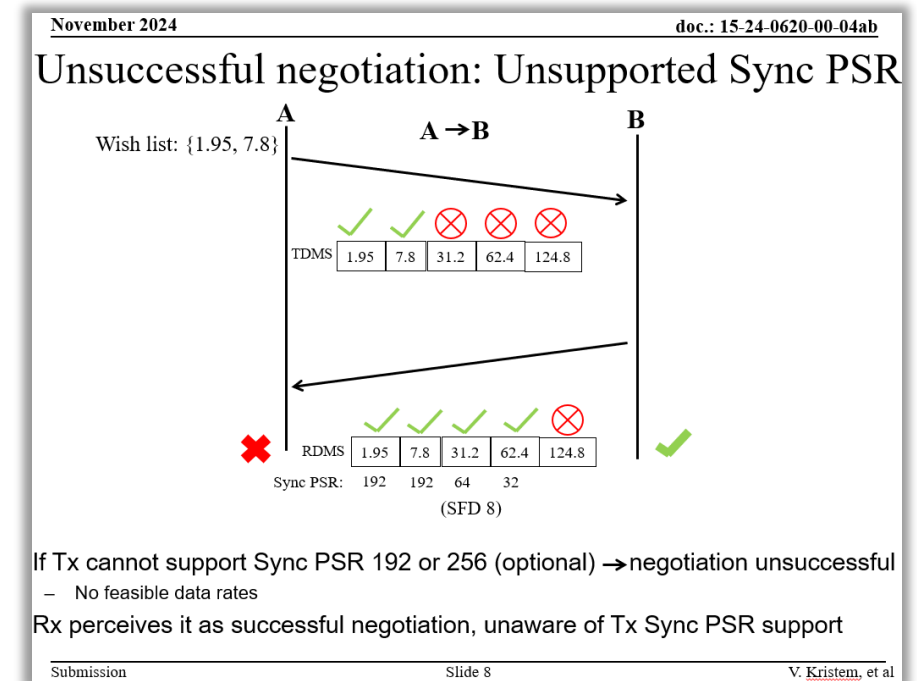 November 2024 doc.: 15-24-0620-00-04ab
Unsuccessful negotiation: Unsupported Sync PSR
A
B
A → B
Wish list: {1.95, 7.8}
TDMS 1.95 7.8 31.2 62.4 124.8
RDMS 1.95 7.8 31.2 62.4 124.8
Sync PSR: 192 192 64 32
(SFD 8)
If Tx cannot support Sync PSR 192 or 256 (optional) → negotiation unsuccessful
– No feasible data rates
Rx perceives it as successful negotiation, unaware of Tx Sync PSR support
Submission Slide 8 V. Kristem, et al